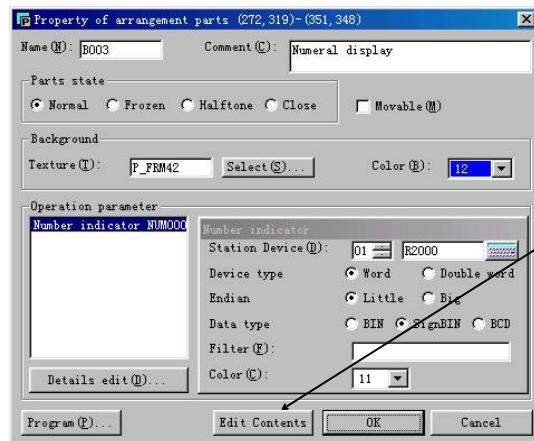 Property of arrangement parts (272,319)-(351,348)
Name(N): B003 Comment(C): Numeral display
Parts state
Normal Frozen Halftone Close Movable(M)
Background
Texture(T): P_FRM42 Select(S)... Color(B): 12
Operation parameter
Number indicator NUM000
Number indicator
Station Device(D): 01 R2000
Device type Word Double word
Endian Little Big
Data type BIN SignBIN BCD
Filter(F):
Color(C): 11
Details edit(D)...
Program(P)... Edit Contents OK Cancel